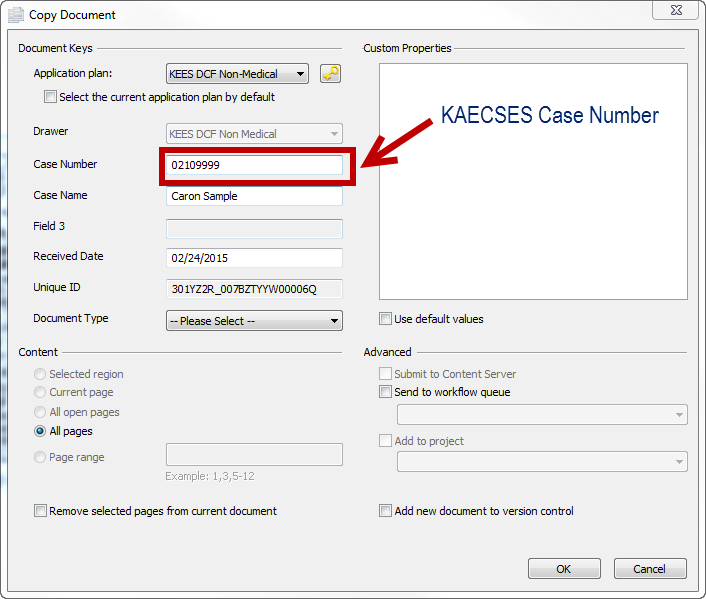 Copy Document
Document Keys
Application plan: KEES DCF Non-Medical
Select the current application plan by default
Drawer KEES DCF Non Medical
Case Number 02109999
Case Name Caron Sample
Field 3
Received Date 02/24/2015
Unique ID 301YZ2R_007BZTYYW00006Q
Document Type -- Please Select --
Custom Properties
KAECSES Case Number
Use default values
Content
Selected region
Current page
All open pages
All pages
Page range
Example: 1,3,5-12
Remove selected pages from current document
Advanced
Submit to Content Server
Send to workflow queue
Add to project
Add new document to version control
OK Cancel